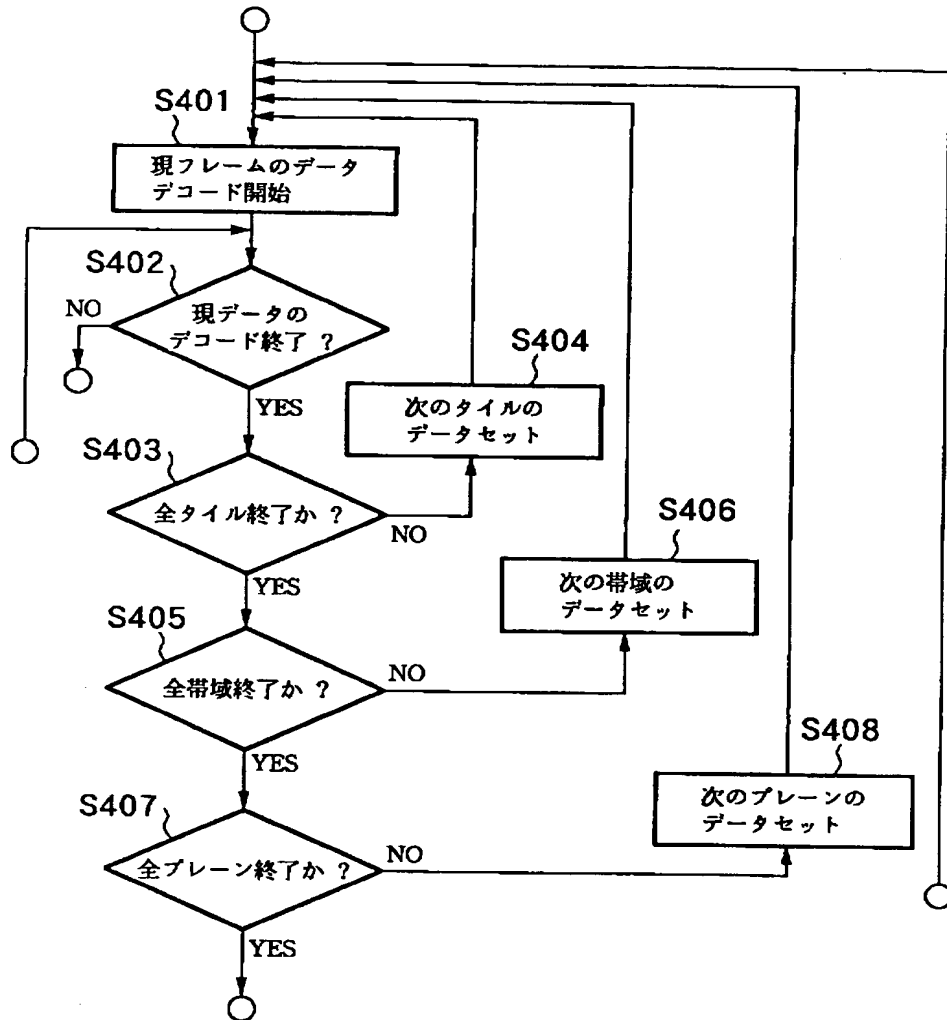 S401
現フレームのデータ
デコード開始
S402
NO
現データの
デコード終了 ?
YES
S404
次のタイルの
データセット
S403
全タイル終了か ?
NO
YES
S406
次の帯域の
データセット
S405
全帯域終了か ?
NO
YES
S408
次のプレーンの
データセット
S407
全プレーン終了か ?
NO
YES